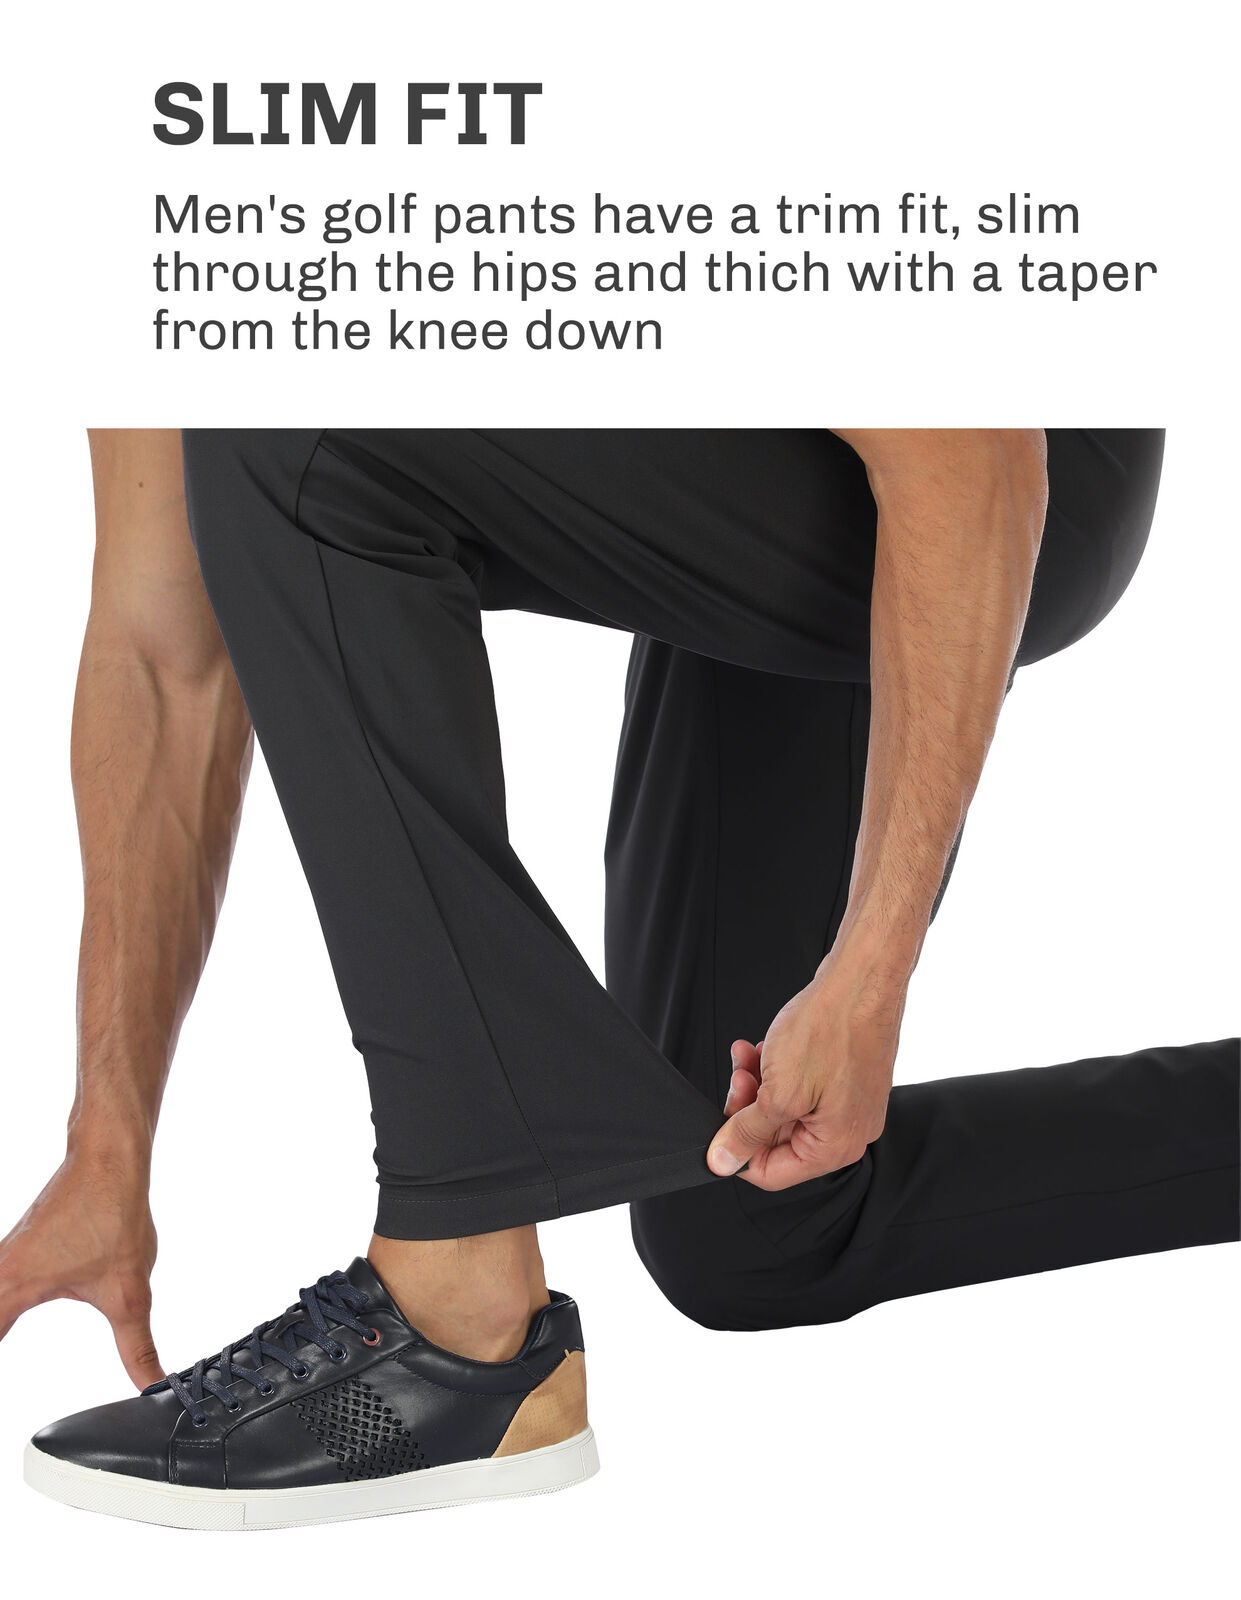 SLIM FIT
Men's golf pants have a trim fit, slim
through the hips and thich with a taper
from the knee down